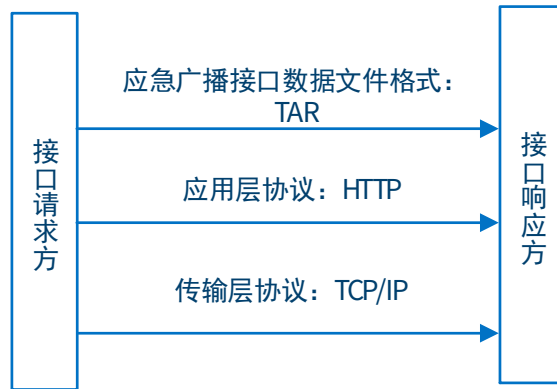 接口请求方
应急广播接口数据文件格式：
TAR
应用层协议：HTTP
传输层协议：TCP/IP
接口响应方